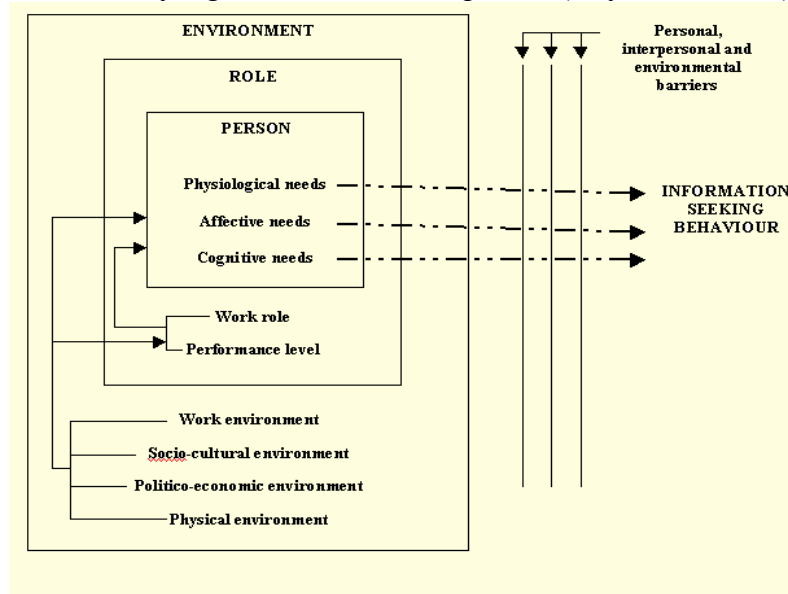 ENVIRONMENT
ROLE
PERSON
Physiological needs
Affective needs
Cognitive needs
Work role
Performance level
Work environment
Socio-cultural environment
Politico-economic environment
Physical environment
Personal,
interpersonal and
environmental
barriers
INFORMATION
SEEKING
BEHAVIOUR